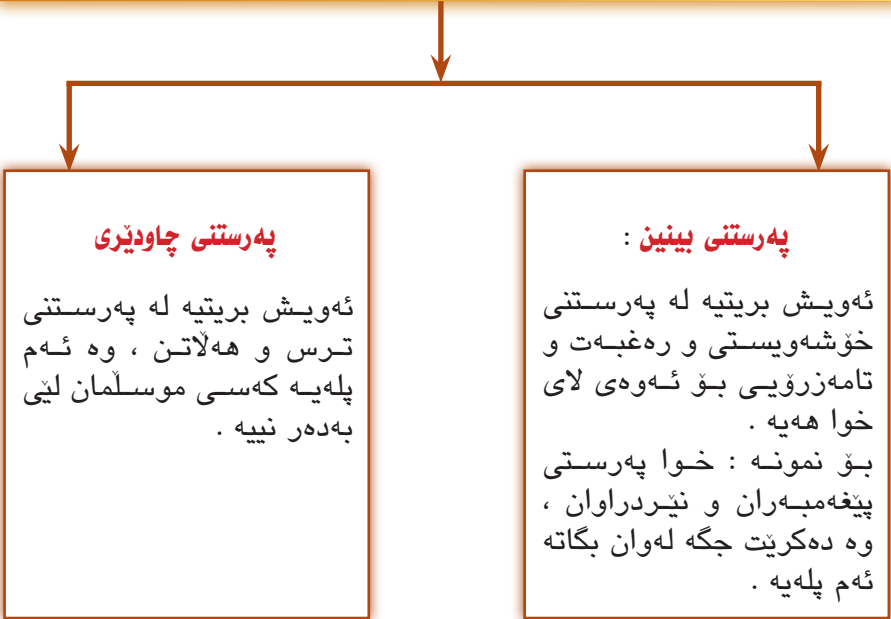 پەرستنی بینین :
ئەویش بریتیە لە پەرستنی
خۆشەویستی و رەغبەت و
تامەزرۆیی بۆ ئەوەی لای
خوا هەیە .
بۆ نمونە : خوا پەرستی
پێغەمبەران و نێردراوان ،
وە دەکرێت جگە لەوان بگاتە
ئەم پلەیە .
پەرستنی چاودێری
ئەویش بریتیە لە پەرستنی
ترس و هەڵاتن ، وە ئەم
پلەیە کەسی موسڵمان لێی
بەدەر نییە .